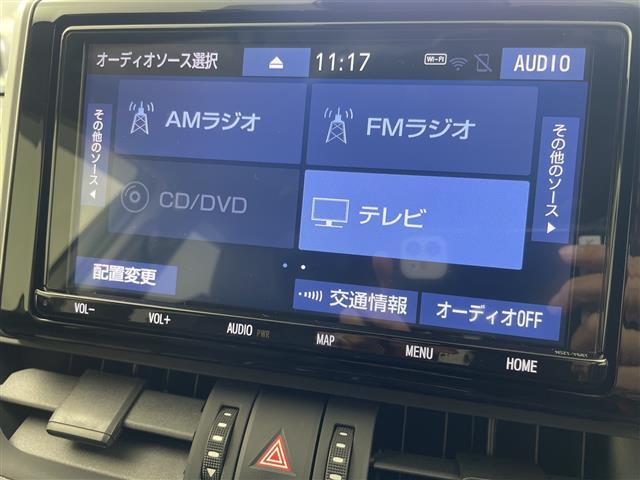 オーディオソース選択
11:17
Wi-Fi
AUDIO
その他のソース
AMラジオ
FMラジオ
その他のソース
CD/DVD
テレビ
配置変更
交通情報
オーディオOFF
VOL-
VOL+
AUDIO PWR
MAP
MENU
HOME